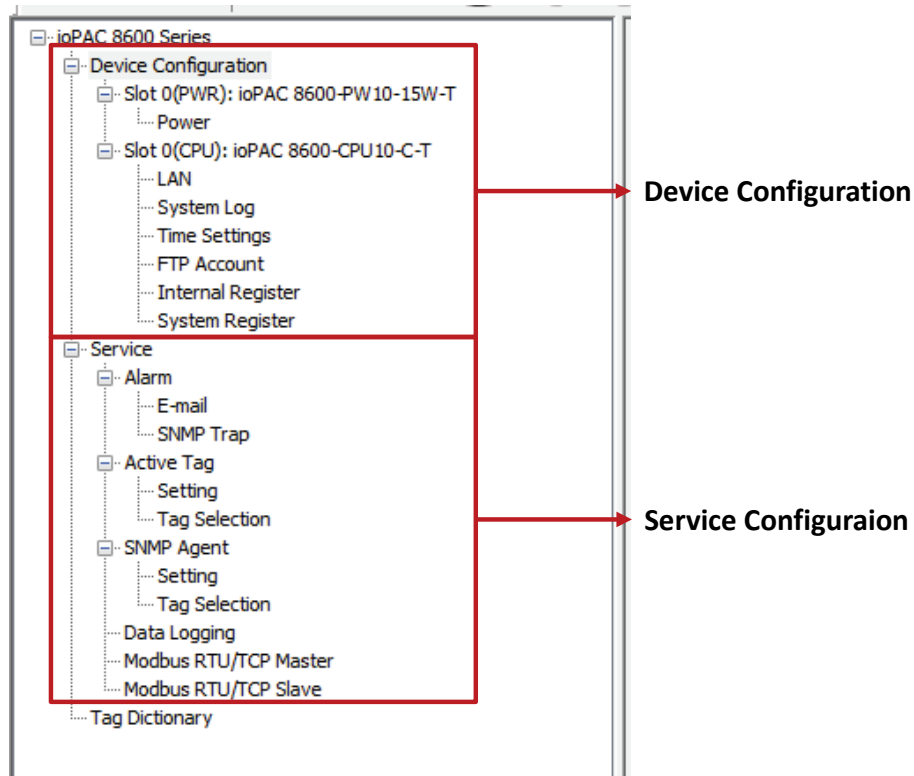 ioPAC 8600 Series
Device Configuration
Slot 0(PWR): ioPAC 8600-PW10-15W-T
Power
Slot 0(CPU): ioPAC 8600-CPU10-C-T
LAN
System Log
Time Settings
FTP Account
Internal Register
System Register
Service
Alarm
E-mail
SNMP Trap
Active Tag
Setting
Tag Selection
SNMP Agent
Setting
Tag Selection
Data Logging
Modbus RTU/TCP Master
Modbus RTU/TCP Slave
Tag Dictionary
Device Configuration
Service Configuraion